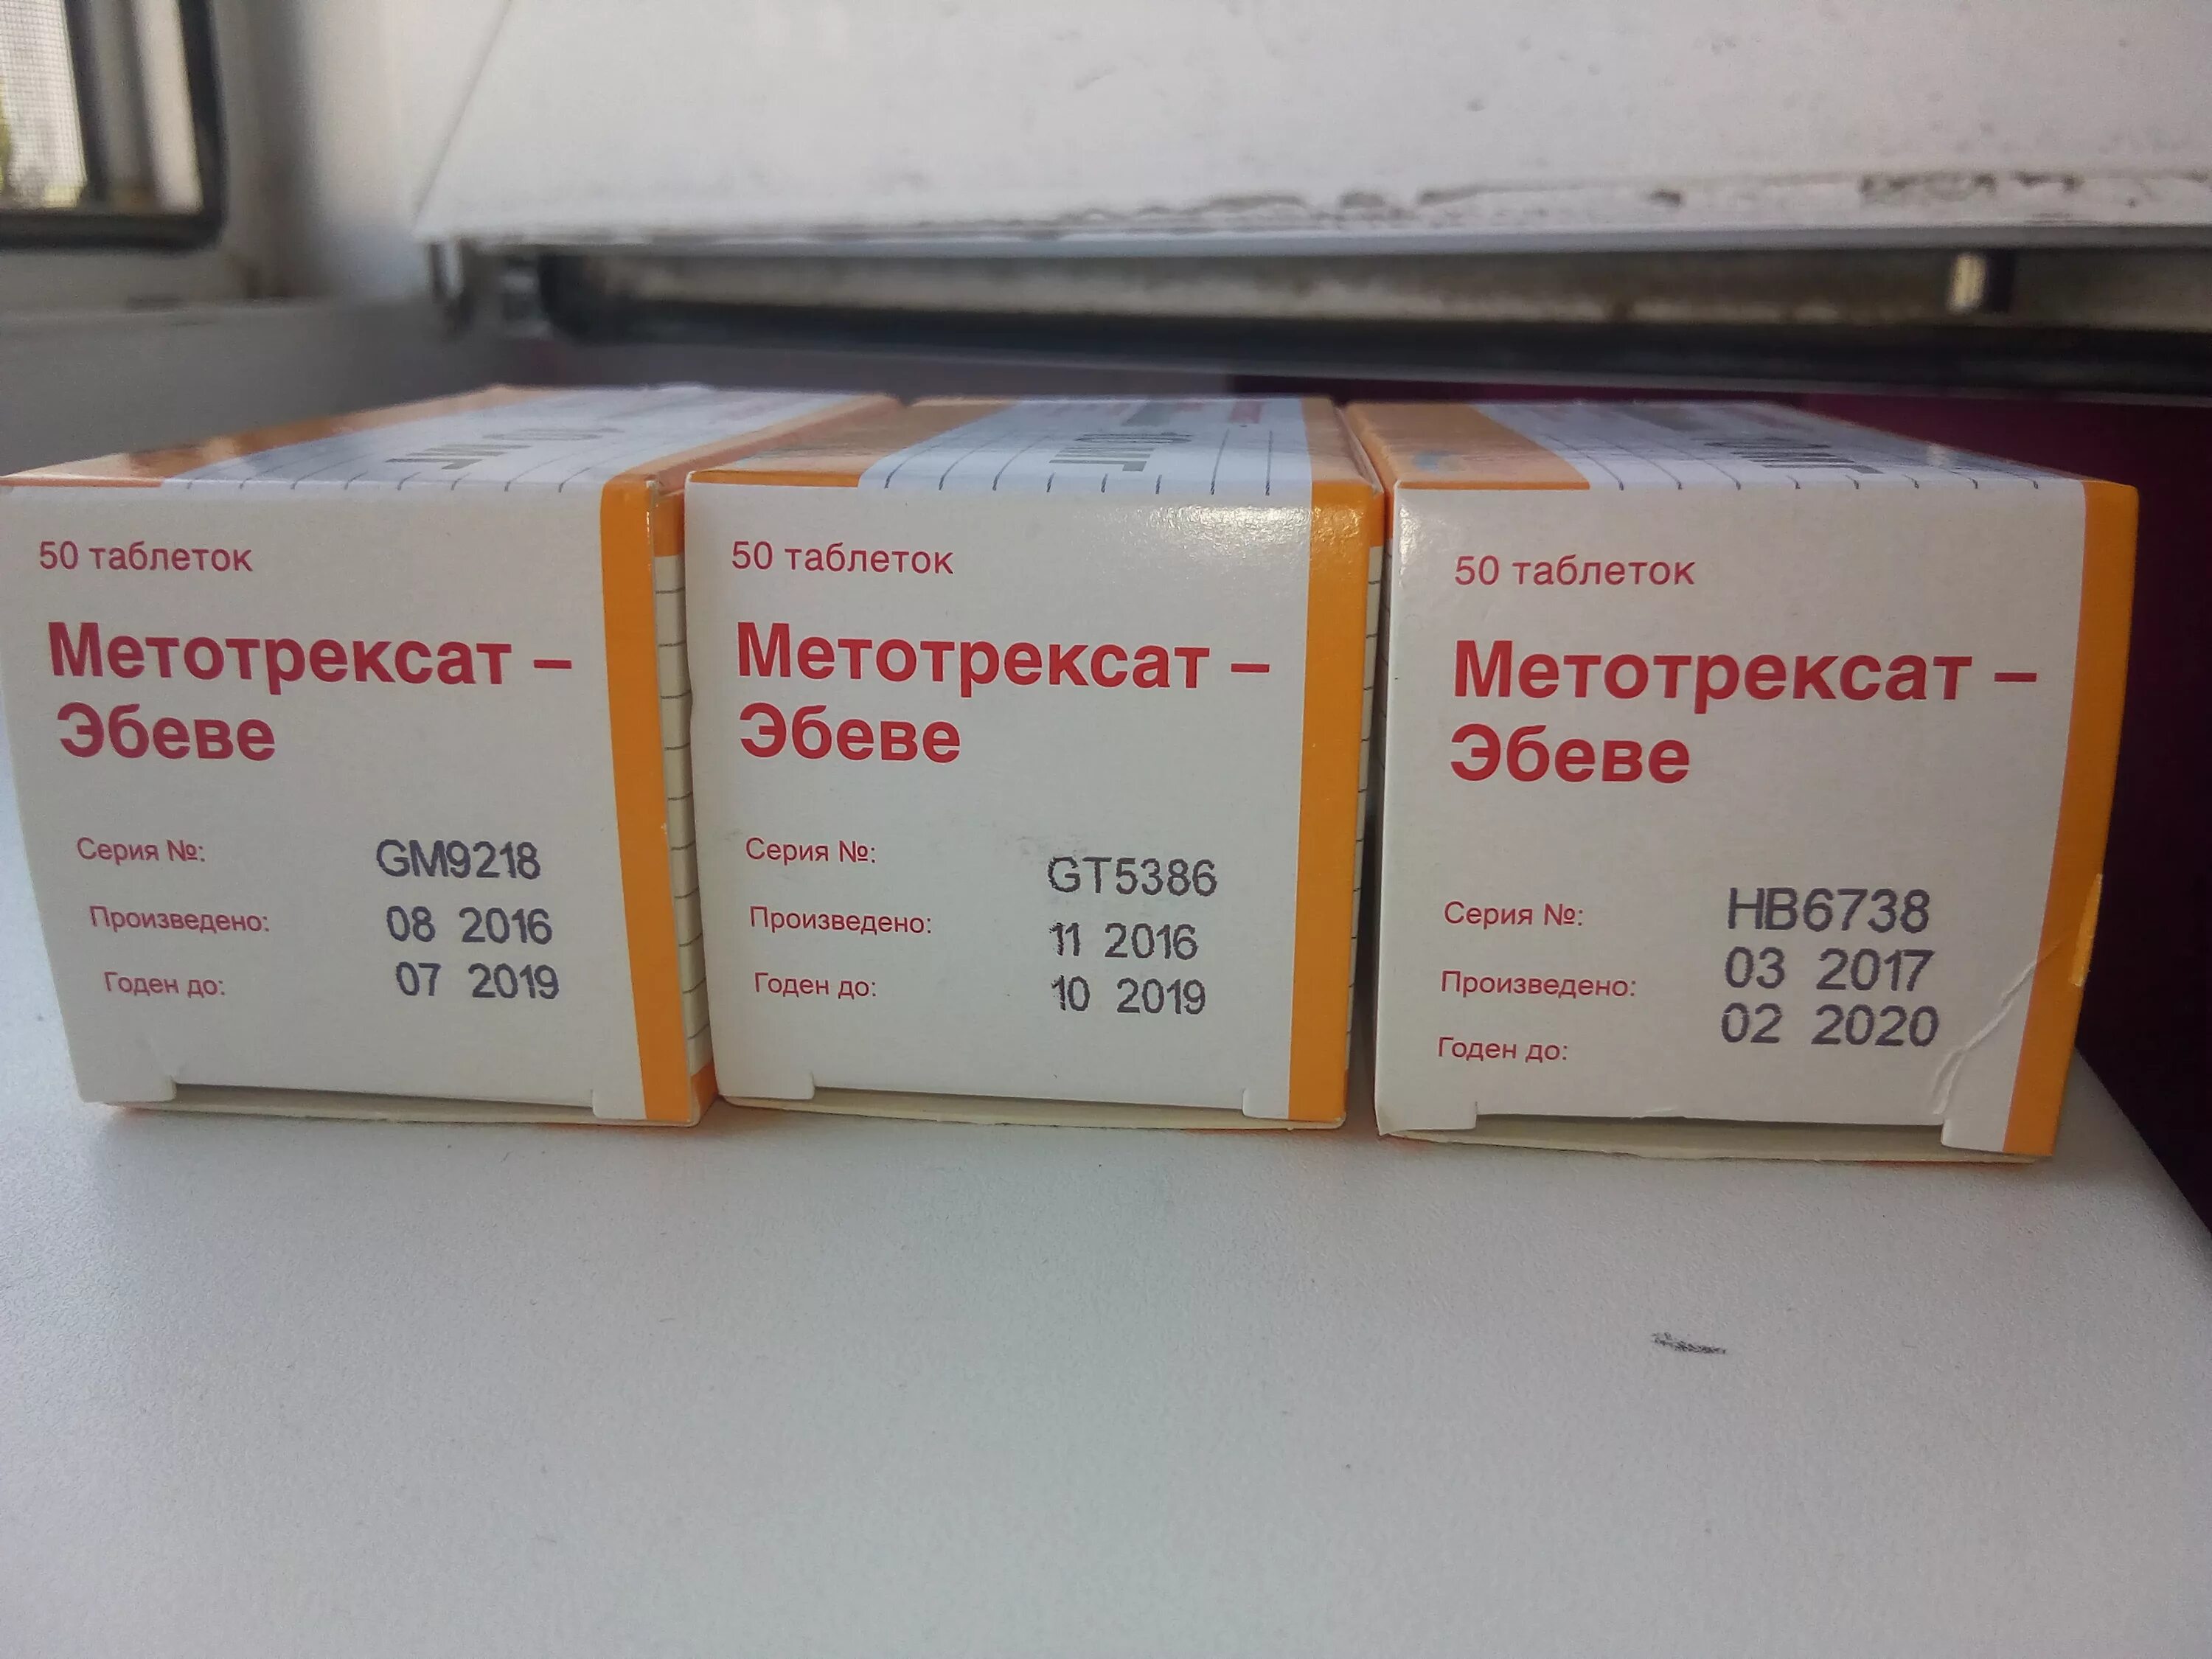 50 таблеток
Метотрексат –
Эбеве
Серия №: GM9218
Произведено: 08 2016
Годен до: 07 2019
50 таблеток
Метотрексат –
Эбеве
Серия №: GT5386
Произведено: 11 2016
Годен до: 10 2019
50 таблеток
Метотрексат –
Эбеве
Серия №: HB6738
Произведено: 03 2017
Годен до: 02 2020